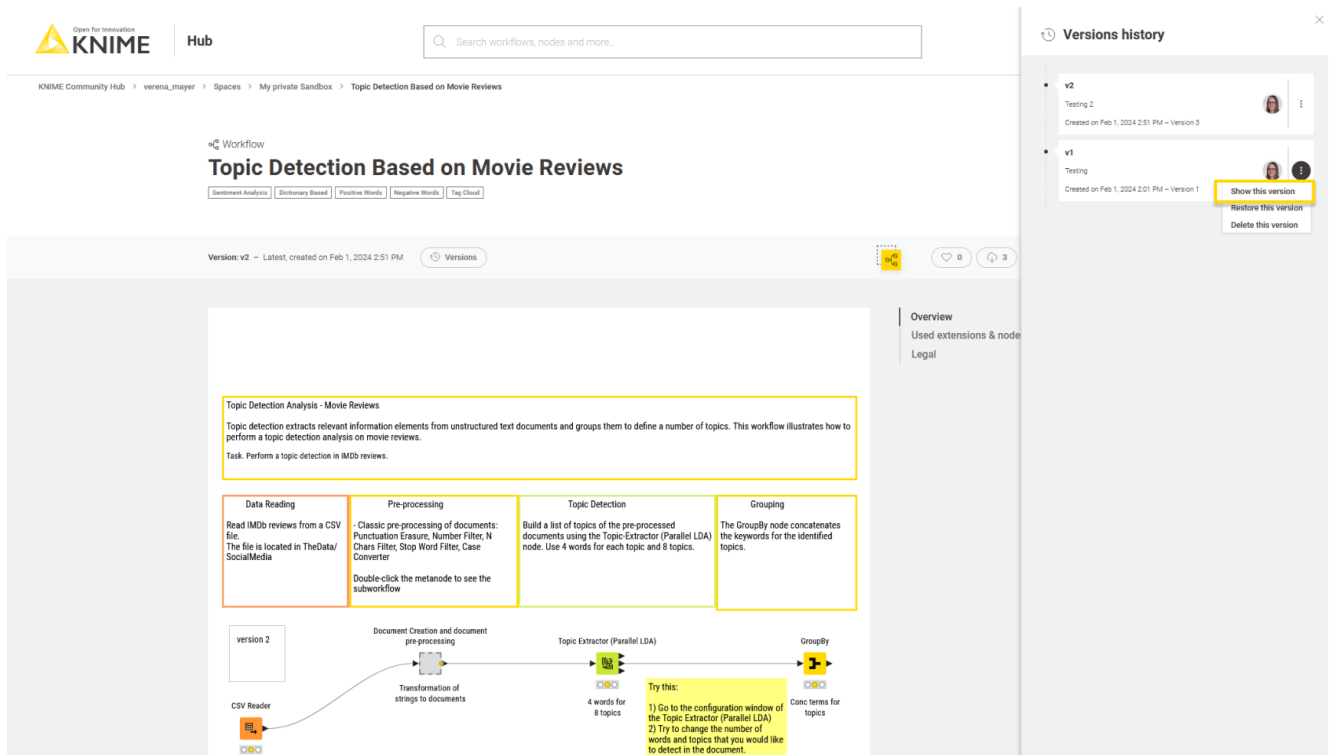 Open for Innovation
KNIME
Hub
Search workflows, nodes and more...
Versions history
KNIME Community Hub > verena_mayer > Spaces > My private Sandbox > Topic Detection Based on Movie Reviews
v2
Testing 2
Created on Feb 1, 2024 2:51 PM – Version 3
v1
Testing
Created on Feb 1, 2024 2:01 PM – Version 1
Show this version
Restore this version
Delete this version
Workflow
Topic Detection Based on Movie Reviews
Sentiment Analysis Dictionary Based Positive Words Negative Words Tag Cloud
Version: v2 – Latest, created on Feb 1, 2024 2:51 PM Versions 0 3
Overview
Used extensions & node
Legal
Topic Detection Analysis - Movie Reviews
Topic detection extracts relevant information elements from unstructured text documents and groups them to define a number of topics. This workflow illustrates how to
perform a topic detection analysis on movie reviews.
Task. Perform a topic detection in IMDb reviews.
Data Reading
Read IMDb reviews from a CSV
file.
The file is located in TheData/
SocialMedia
Pre-processing
- Classic pre-processing of documents:
Punctuation Erasure, Number Filter, N
Chars Filter, Stop Word Filter, Case
Converter
Double-click the metanode to see the
subworkflow
Topic Detection
Build a list of topics of the pre-processed
documents using the Topic-Extractor (Parallel LDA)
node. Use 4 words for each topic and 8 topics.
Grouping
The GroupBy node concatenates
the keywords for the identified
topics.
version 2
Document Creation and document
pre-processing
Transformation of
strings to documents
Topic Extractor (Parallel LDA)
4 words for
8 topics
GroupBy
Conc terms for
topics
CSV Reader
Try this:
1) Go to the configuration window of
the Topic Extractor (Parallel LDA)
2) Try to change the number of
words and topics that you would like
to detect in the document.